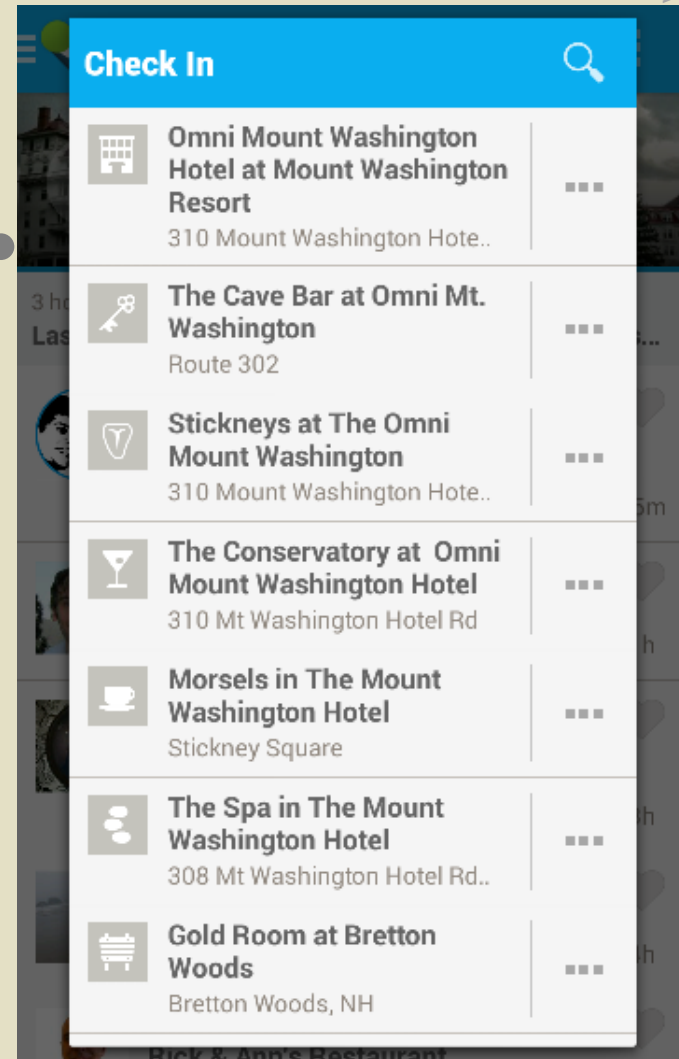 Check In
Omni Mount Washington
Hotel at Mount Washington
Resort
310 Mount Washington Hote..
The Cave Bar at Omni Mt.
Washington
Route 302
Stickneys at The Omni
Mount Washington
310 Mount Washington Hote..
The Conservatory at Omni
Mount Washington Hotel
310 Mt Washington Hotel Rd
Morsels in The Mount
Washington Hotel
Stickney Square
The Spa in The Mount
Washington Hotel
308 Mt Washington Hotel Rd..
Gold Room at Bretton
Woods
Bretton Woods, NH
Rick & Ann's Restaurant